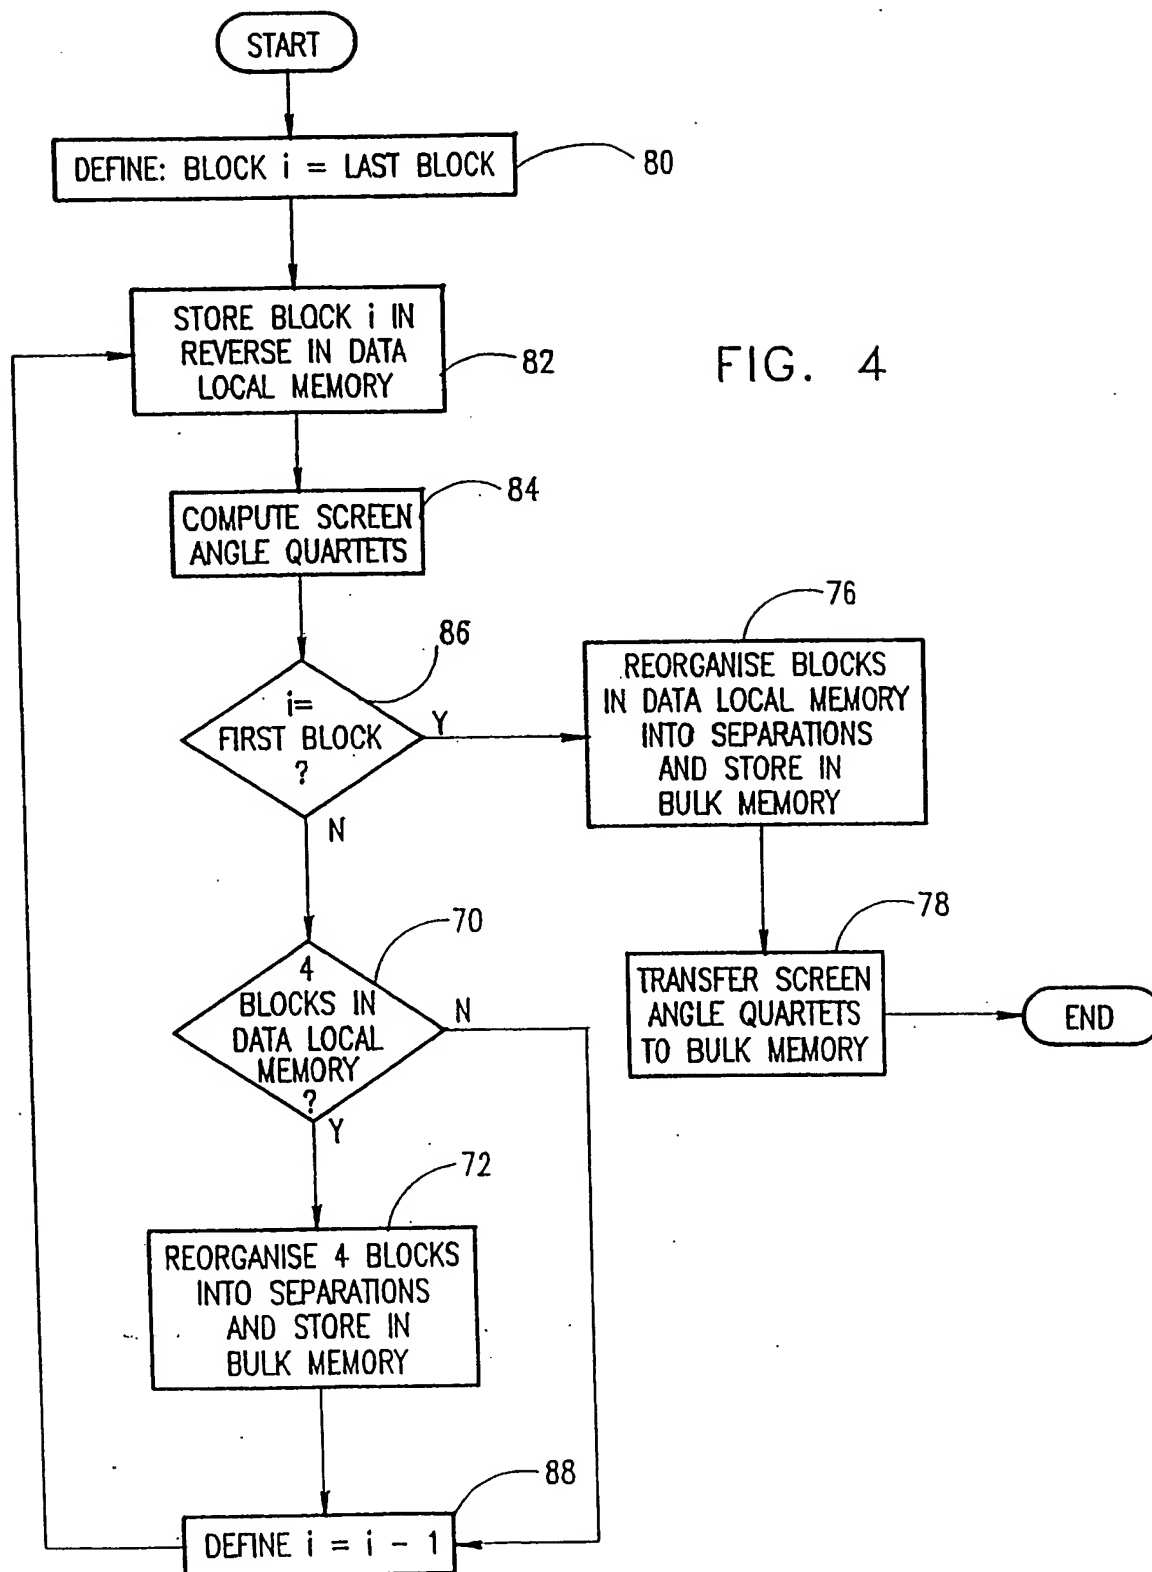 START
DEFINE: BLOCK i = LAST BLOCK
80
STORE BLOCK i IN
REVERSE IN DATA
LOCAL MEMORY
82
FIG. 4
84
COMPUTE SCREEN
ANGLE QUARTETS
86
i=
FIRST BLOCK
?
Y
N
76
REORGANISE BLOCKS
IN DATA LOCAL MEMORY
INTO SEPARATIONS
AND STORE IN
BULK MEMORY
70
4
BLOCKS IN
DATA LOCAL
MEMORY
?
N
Y
78
TRANSFER SCREEN
ANGLE QUARTETS
TO BULK MEMORY
END
72
REORGANISE 4 BLOCKS
INTO SEPARATIONS
AND STORE IN
BULK MEMORY
88
DEFINE i = i - 1